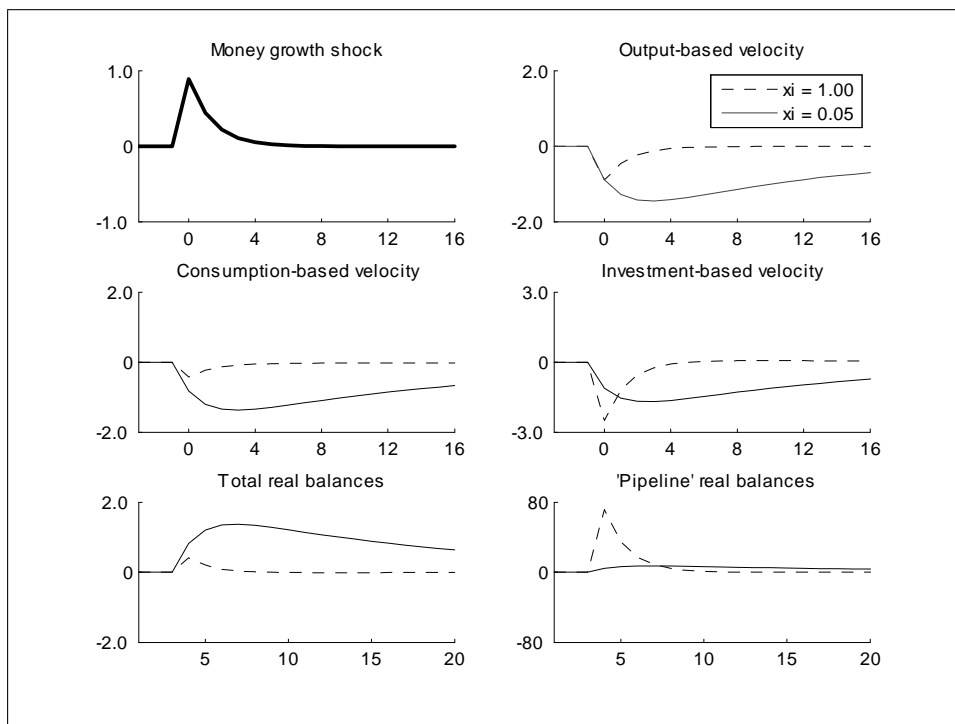 Money growth shock
1.0
0
-1.0
0 4 8 12 16
Output-based velocity
xi = 1.00
xi = 0.05
2.0
0
-2.0
0 4 8 12 16
Consumption-based velocity
2.0
0
-2.0
0 4 8 12 16
Investment-based velocity
3.0
0
-3.0
0 4 8 12 16
Total real balances
2.0
0
-2.0
5 10 15 20
'Pipeline' real balances
80
0
-80
5 10 15 20